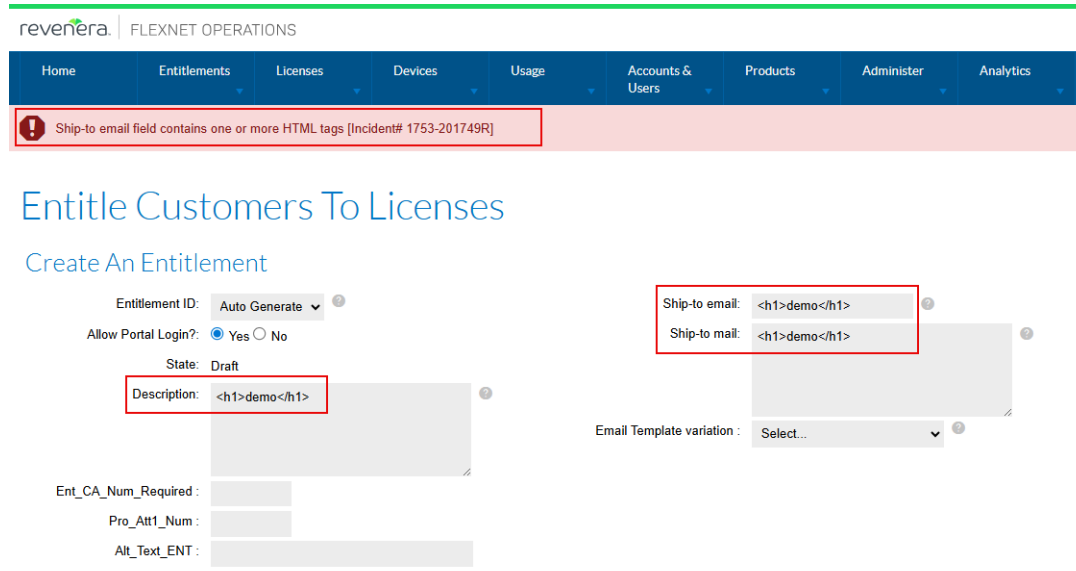 revenera. FLEXNET OPERATIONS
Home Entitlements Licenses Devices Usage Accounts & Users Products Administer Analytics
Ship-to email field contains one or more HTML tags [Incident# 1753-201749R]
Entitle Customers To Licenses
Create An Entitlement
Entitlement ID: Auto Generate
Allow Portal Login?: Yes No
State: Draft
Description: <h1>demo</h1>
Ent_CA_Num_Required :
Pro_Att1_Num :
Alt_Text_ENT :
Ship-to email: <h1>demo</h1>
Ship-to mail: <h1>demo</h1>
Email Template variation : Select...